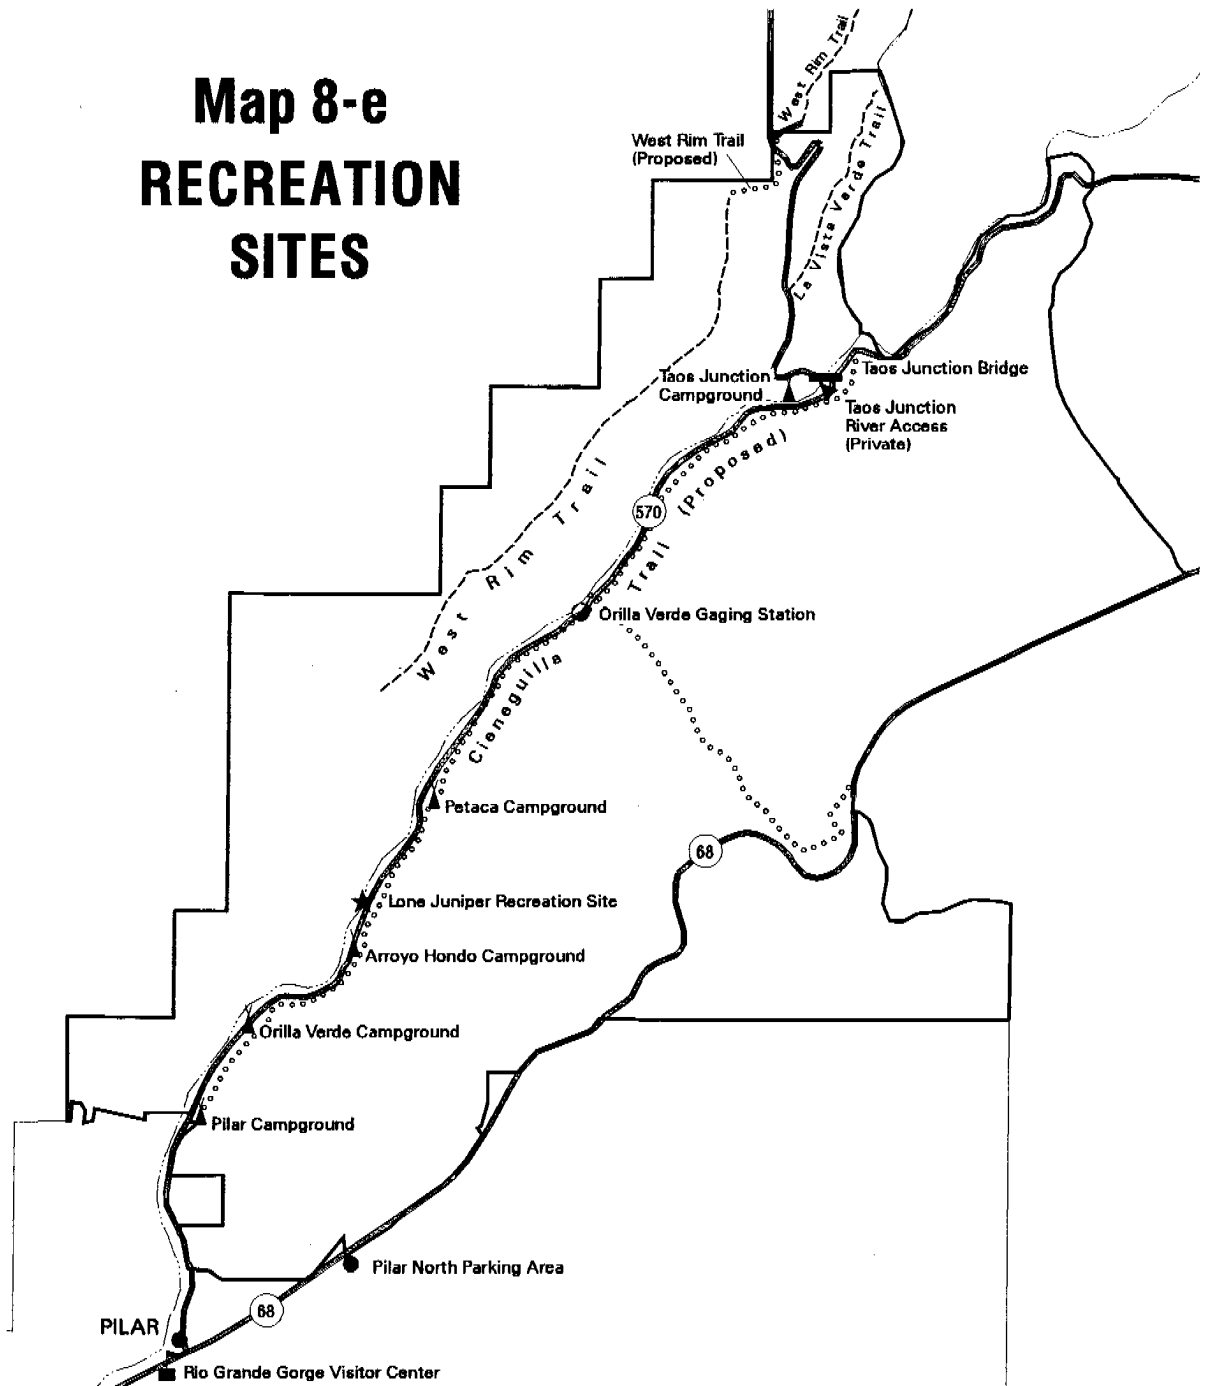 Map 8-e
RECREATION
SITES
West Rim Trail
West Rim Trail
(Proposed)
La Vista Verde Trail
Taos Junction Bridge
Taos Junction
Campground
Taos Junction
River Access
(Private)
West Rim Trail
570
Cieneguilla Trail (Proposed)
Orilla Verde Gaging Station
Petaca Campground
68
Lone Juniper Recreation Site
Arroyo Hondo Campground
Orilla Verde Campground
Pilar Campground
Pilar North Parking Area
68
PILAR
Rio Grande Gorge Visitor Center